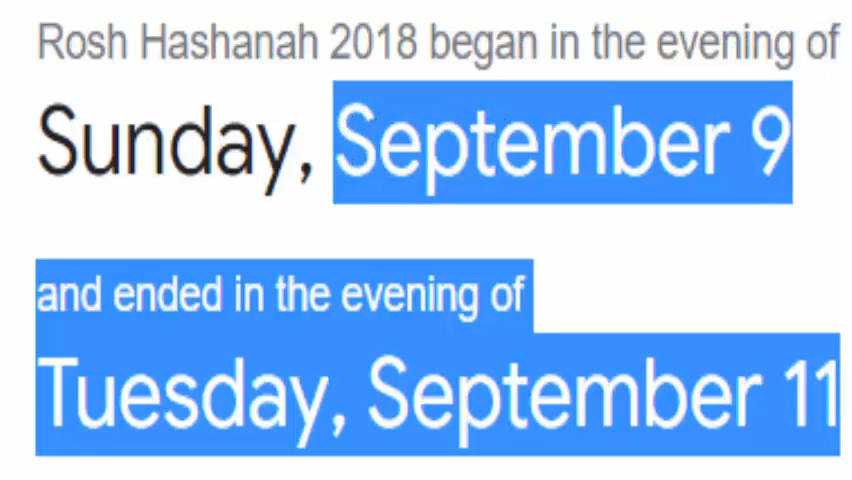 Rosh Hashanah 2018 began in the evening of
Sunday, September 9
and ended in the evening of
Tuesday, September 11